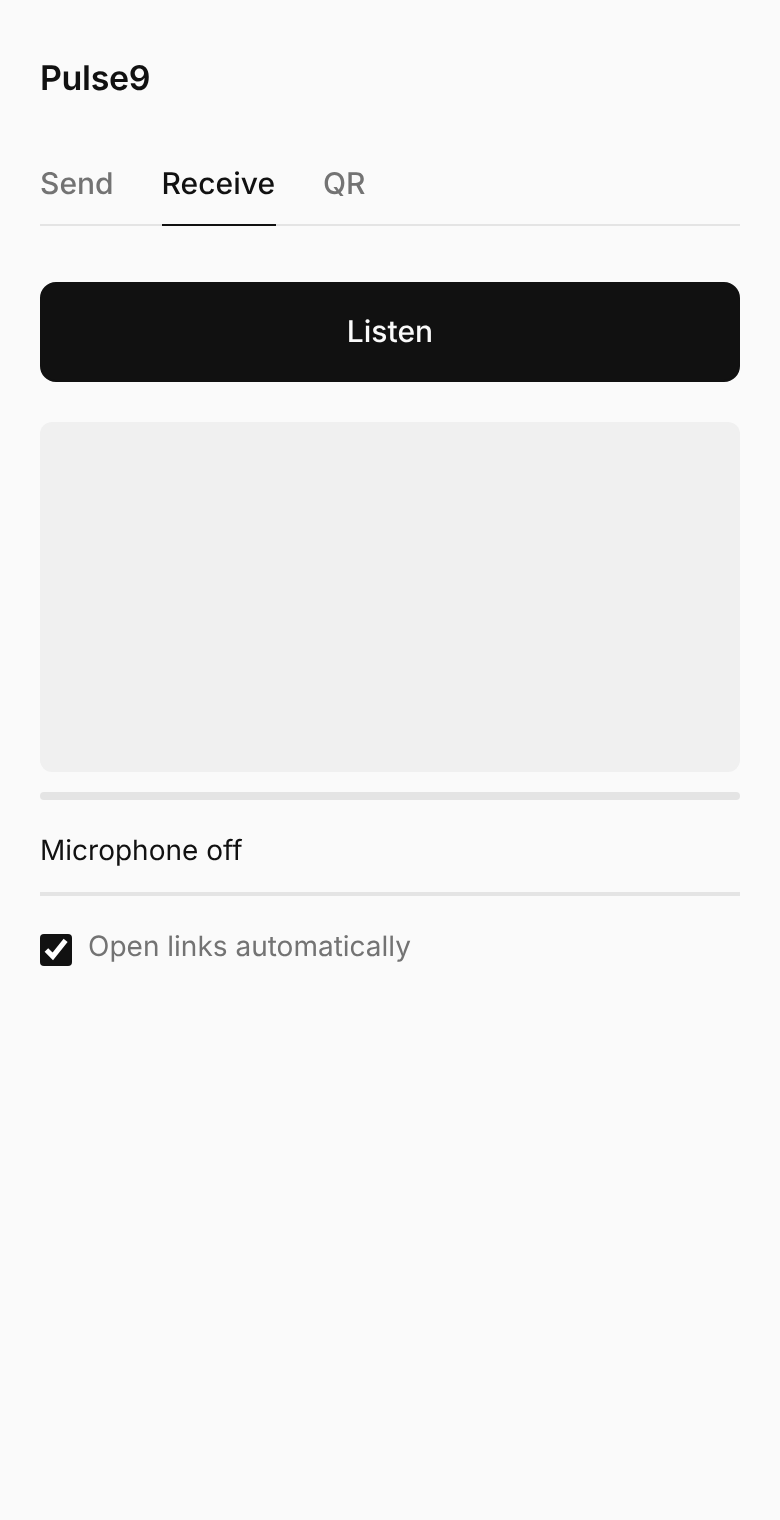 Pulse9
Send Receive QR
Listen
Microphone off
Open links automatically